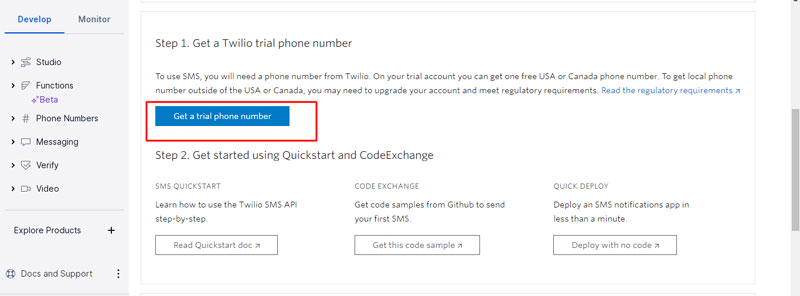 Develop
Monitor
Studio
Functions
Beta
Phone Numbers
Messaging
Verify
Video
Explore Products
Docs and Support
Step 1. Get a Twilio trial phone number
To use SMS, you will need a phone number from Twilio. On your trial account you can get one free USA or Canada phone number. To get local phone
number outside of the USA or Canada, you may need to upgrade your account and meet regulatory requirements. Read the regulatory requirements
Get a trial phone number
Step 2. Get started using Quickstart and CodeExchange
SMS QUICKSTART
Learn how to use the Twilio SMS API
step-by-step.
Read Quickstart doc
CODE EXCHANGE
Get code samples from Github to send
your first SMS.
Get this code sample
QUICK DEPLOY
Deploy an SMS notifications app in
less than a minute.
Deploy with no code